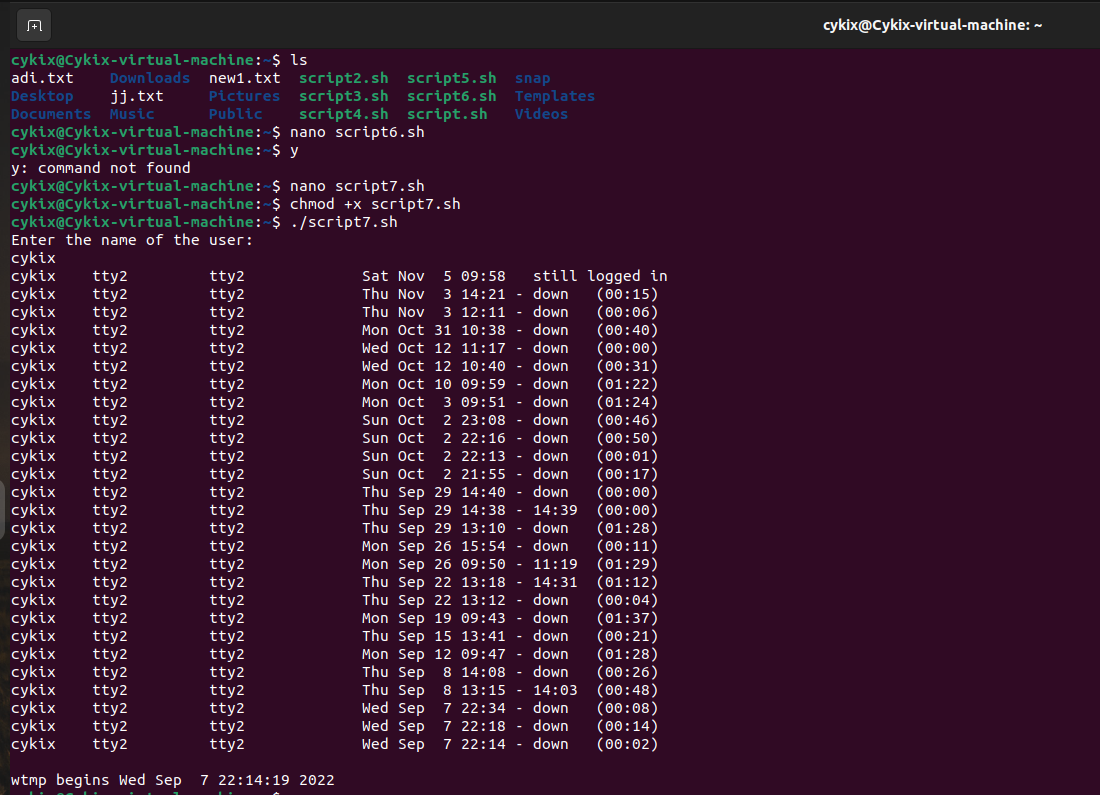 cykix@Cykix-virtual-machine: ~
cykix@Cykix-virtual-machine:~$ ls
adi.txt    Downloads  new1.txt  script2.sh  script5.sh  snap
Desktop    jj.txt     Pictures  script3.sh  script6.sh  Templates
Documents  Music      Public    script4.sh  script.sh   Videos
cykix@Cykix-virtual-machine:~$ nano script6.sh
cykix@Cykix-virtual-machine:~$ y
y: command not found
cykix@Cykix-virtual-machine:~$ nano script7.sh
cykix@Cykix-virtual-machine:~$ chmod +x script7.sh
cykix@Cykix-virtual-machine:~$ ./script7.sh
Enter the name of the user:
cykix
cykix    tty2         tty2             Sat Nov  5 09:58   still logged in
cykix    tty2         tty2             Thu Nov  3 14:21 - down   (00:15)
cykix    tty2         tty2             Thu Nov  3 12:11 - down   (00:06)
cykix    tty2         tty2             Mon Oct 31 10:38 - down   (00:40)
cykix    tty2         tty2             Wed Oct 12 11:17 - down   (00:00)
cykix    tty2         tty2             Wed Oct 12 10:40 - down   (00:31)
cykix    tty2         tty2             Mon Oct 10 09:59 - down   (01:22)
cykix    tty2         tty2             Mon Oct  3 09:51 - down   (01:24)
cykix    tty2         tty2             Sun Oct  2 23:08 - down   (00:46)
cykix    tty2         tty2             Sun Oct  2 22:16 - down   (00:50)
cykix    tty2         tty2             Sun Oct  2 22:13 - down   (00:01)
cykix    tty2         tty2             Sun Oct  2 21:55 - down   (00:17)
cykix    tty2         tty2             Thu Sep 29 14:40 - down   (00:00)
cykix    tty2         tty2             Thu Sep 29 14:38 - 14:39  (00:00)
cykix    tty2         tty2             Thu Sep 29 13:10 - down   (01:28)
cykix    tty2         tty2             Mon Sep 26 15:54 - down   (00:11)
cykix    tty2         tty2             Mon Sep 26 09:50 - 11:19  (01:29)
cykix    tty2         tty2             Thu Sep 22 13:18 - 14:31  (01:12)
cykix    tty2         tty2             Thu Sep 22 13:12 - down   (00:04)
cykix    tty2         tty2             Mon Sep 19 09:43 - down   (01:37)
cykix    tty2         tty2             Thu Sep 15 13:41 - down   (00:21)
cykix    tty2         tty2             Mon Sep 12 09:47 - down   (01:28)
cykix    tty2         tty2             Thu Sep  8 14:08 - down   (00:26)
cykix    tty2         tty2             Thu Sep  8 13:15 - 14:03  (00:48)
cykix    tty2         tty2             Wed Sep  7 22:34 - down   (00:08)
cykix    tty2         tty2             Wed Sep  7 22:18 - down   (00:14)
cykix    tty2         tty2             Wed Sep  7 22:14 - down   (00:02)
wtmp begins Wed Sep  7 22:14:19 2022